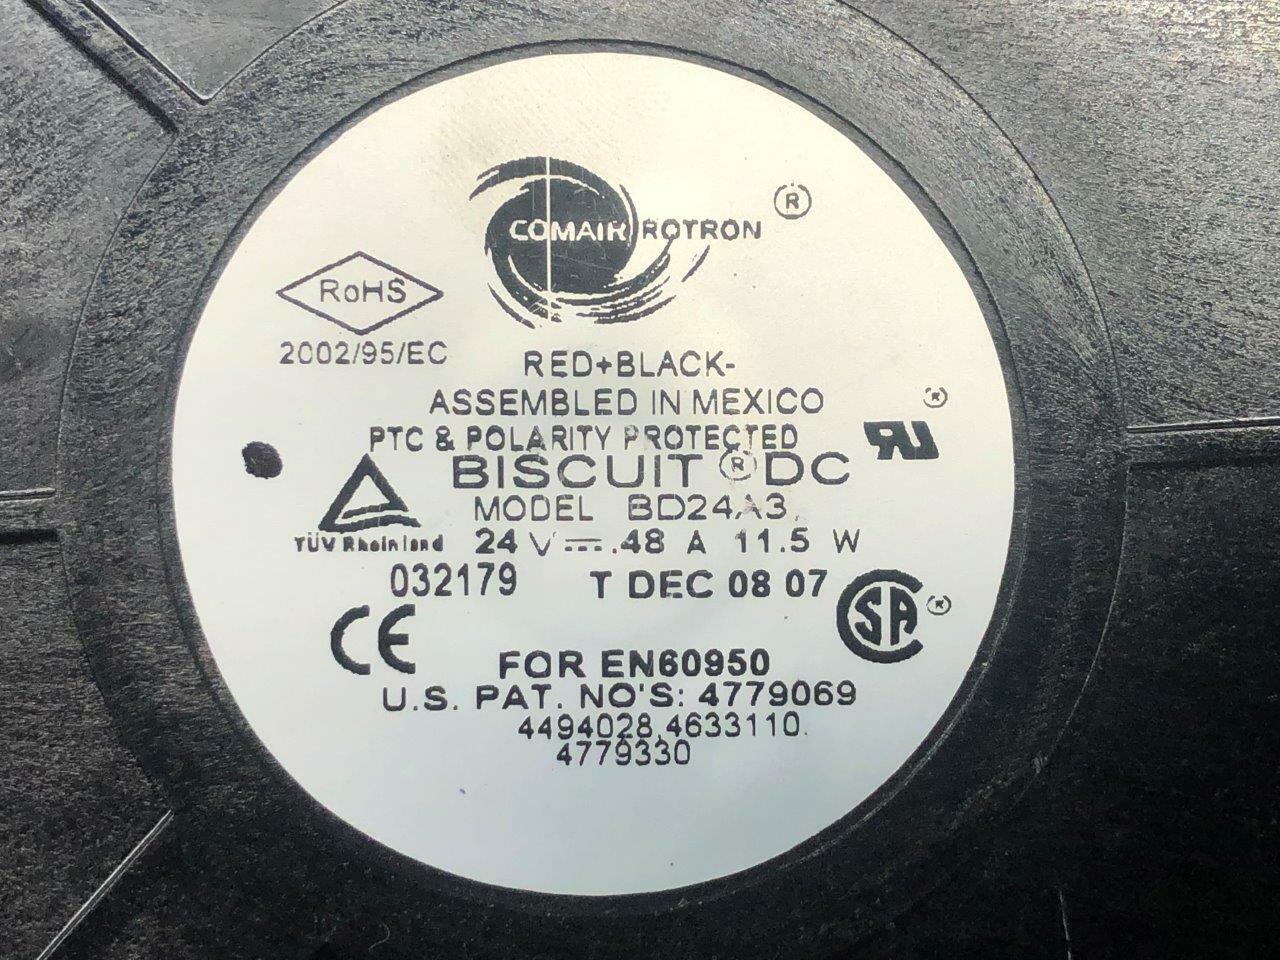 COMAIR ROTRON ®
RoHS
2002/95/EC
RED+BLACK-
ASSEMBLED IN MEXICO
PTC & POLARITY PROTECTED
BISCUIT ® DC
MODEL BD24A3
TÜV Rheinland
24 V ⎓ .48 A 11.5 W
032179 T DEC 08 07
CE
SA ®
FOR EN60950
U.S. PAT. NO'S: 4779069
4494028,4633110.
4779330